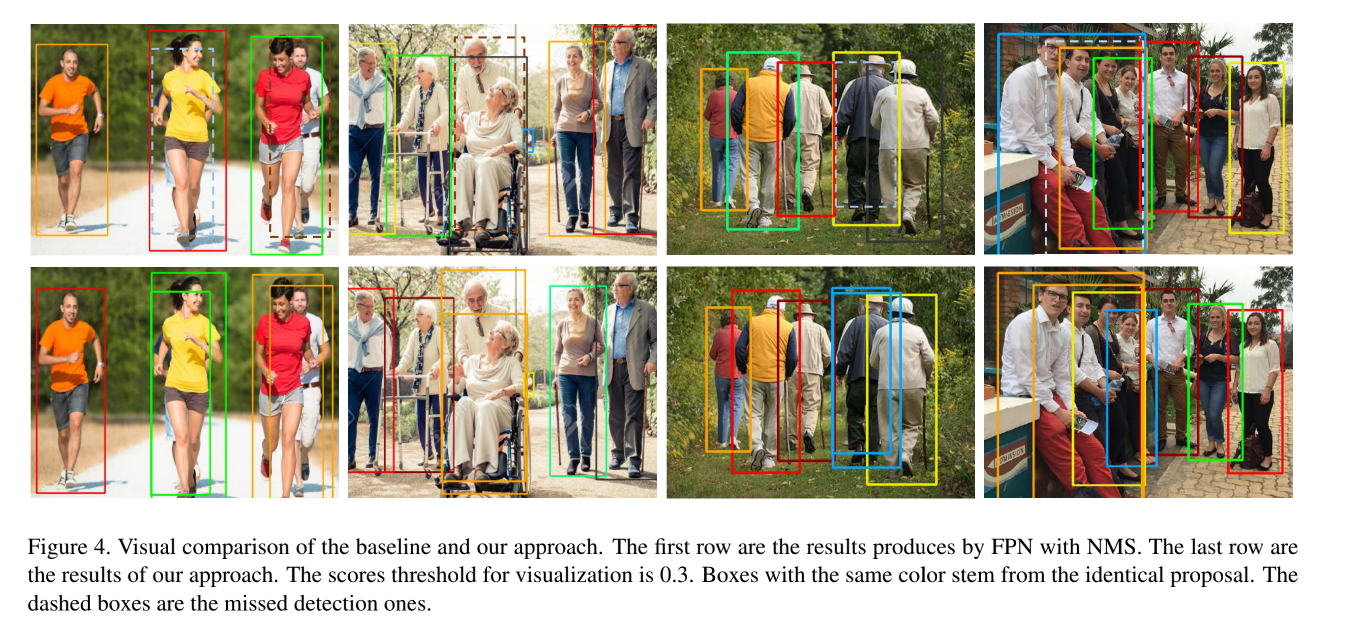 Figure 4. Visual comparison of the baseline and our approach. The first row are the results produces by FPN with NMS. The last row are
the results of our approach. The scores threshold for visualization is 0.3. Boxes with the same color stem from the identical proposal. The
dashed boxes are the missed detection ones.